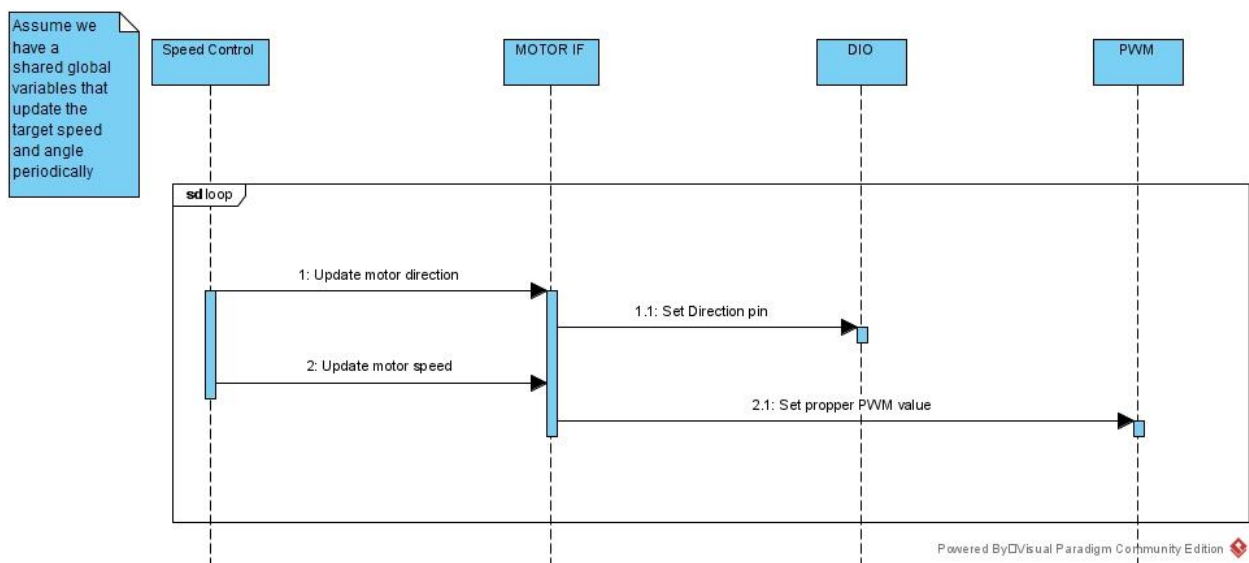 Assume we
have a
shared global
variables that
update the
target speed
and angle
periodically
Speed Control
MOTOR IF
DIO
PWM
sd loop
1: Update motor direction
1.1: Set Direction pin
2: Update motor speed
2.1: Set propper PWM value
Powered By□Visual Paradigm Community Edition